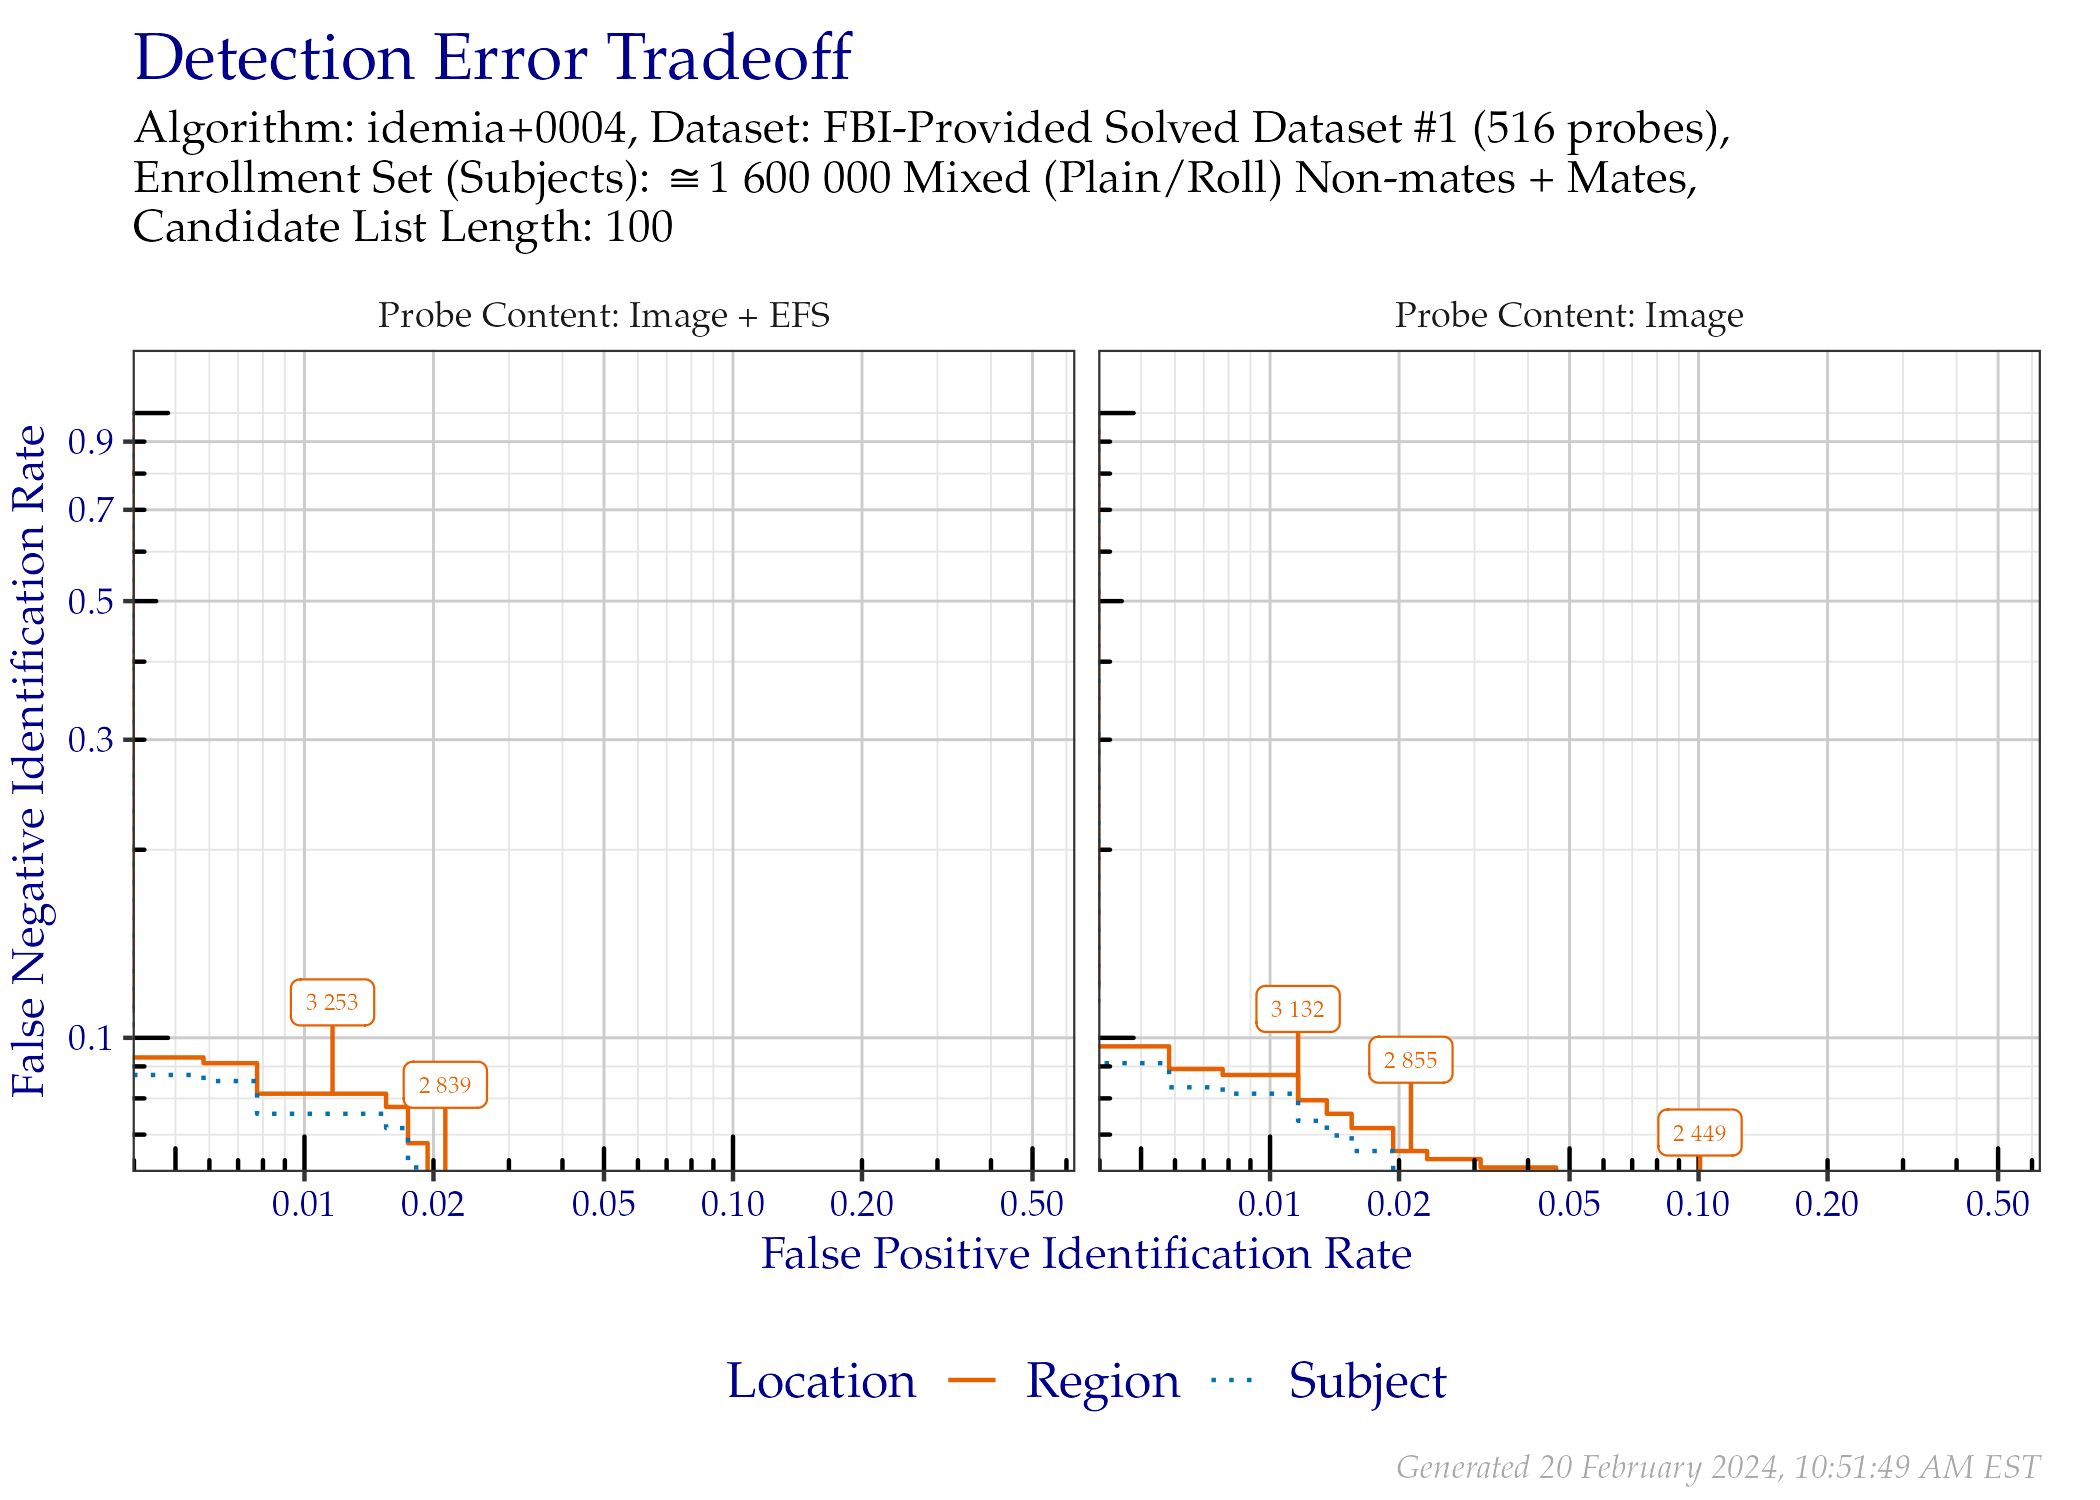 Detection Error Tradeoff
Algorithm: idemia+0004, Dataset: FBI-Provided Solved Dataset #1 (516 probes),
Enrollment Set (Subjects): ≅1 600 000 Mixed (Plain/Roll) Non-mates + Mates,
Candidate List Length: 100
Probe Content: Image + EFS
Probe Content: Image
False Negative Identification Rate
0.9
0.7
0.5
0.3
0.1
3 253
2 839
3 132
2 855
2 449
0.01 0.02 0.05 0.10 0.20 0.50
0.01 0.02 0.05 0.10 0.20 0.50
False Positive Identification Rate
Location Region Subject
Generated 20 February 2024, 10:51:49 AM EST